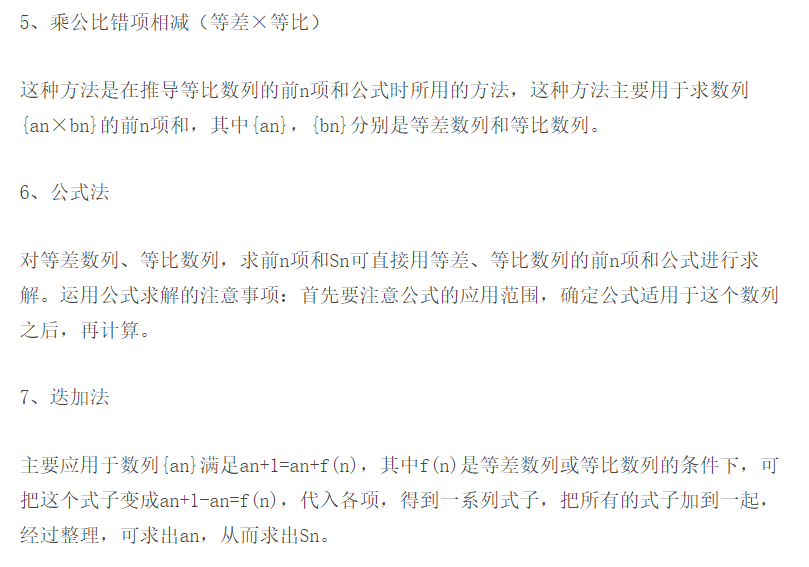 5、乘公比错项相减（等差×等比）
这种方法是在推导等比数列的前n项和公式时所用的方法，这种方法主要用于求数列
{an×bn}的前n项和，其中{an}，{bn}分别是等差数列和等比数列。
6、公式法
对等差数列、等比数列，求前n项和Sn可直接用等差、等比数列的前n项和公式进行求
解。运用公式求解的注意事项：首先要注意公式的应用范围，确定公式适用于这个数列
之后，再计算。
7、迭加法
主要应用于数列{an}满足an+1=an+f(n)，其中f(n)是等差数列或等比数列的条件下，可
把这个式子变成an+1-an=f(n)，代入各项，得到一系列式子，把所有的式子加到一起，
经过整理，可求出an，从而求出Sn。